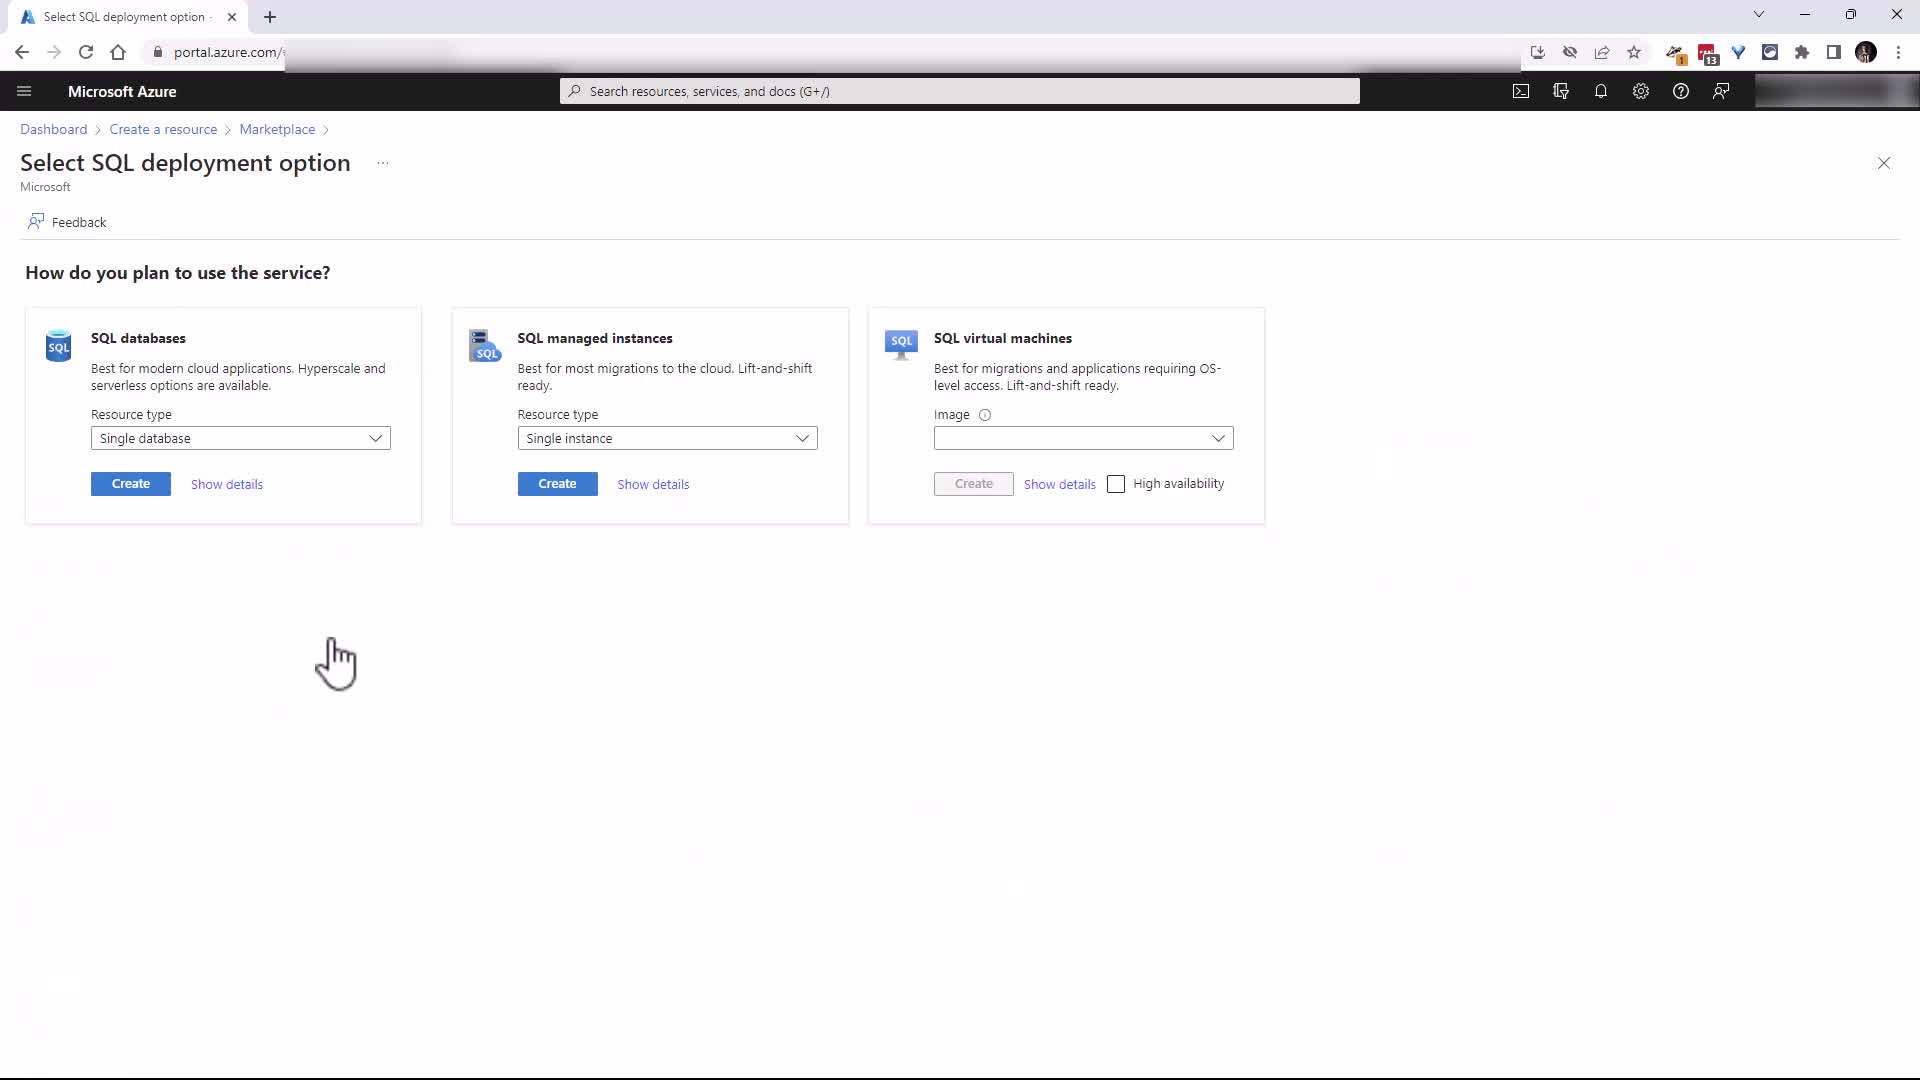 Select SQL deployment option -
portal.azure.com/
1
13
Microsoft Azure
Search resources, services, and docs (G+/)
Dashboard > Create a resource > Marketplace >
Select SQL deployment option ...
Microsoft
Feedback
How do you plan to use the service?
SQL
SQL databases
Best for modern cloud applications. Hyperscale and
serverless options are available.
Resource type
Single database
Create
Show details
SQL
SQL managed instances
Best for most migrations to the cloud. Lift-and-shift
ready.
Resource type
Single instance
Create
Show details
SQL
SQL virtual machines
Best for migrations and applications requiring OS-
level access. Lift-and-shift ready.
Image
Create
Show details
High availability